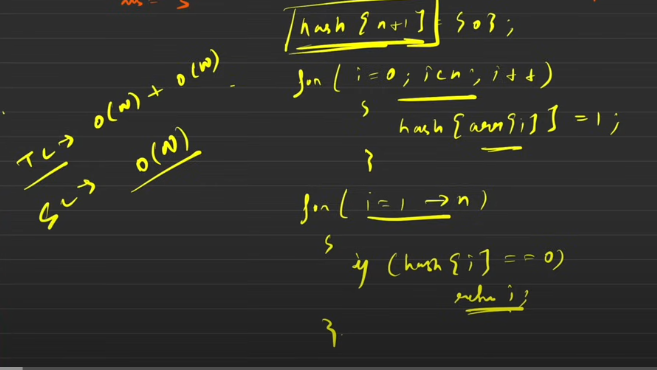 hash [n+1] = {0};
for ( i=0; i<n; i++)
{
hash [arr[i]] = 1;
}
for ( i=1 → n)
{
if (hash [i] == 0)
return i;
}
TC → O(N) + O(N)
SC → O(N)